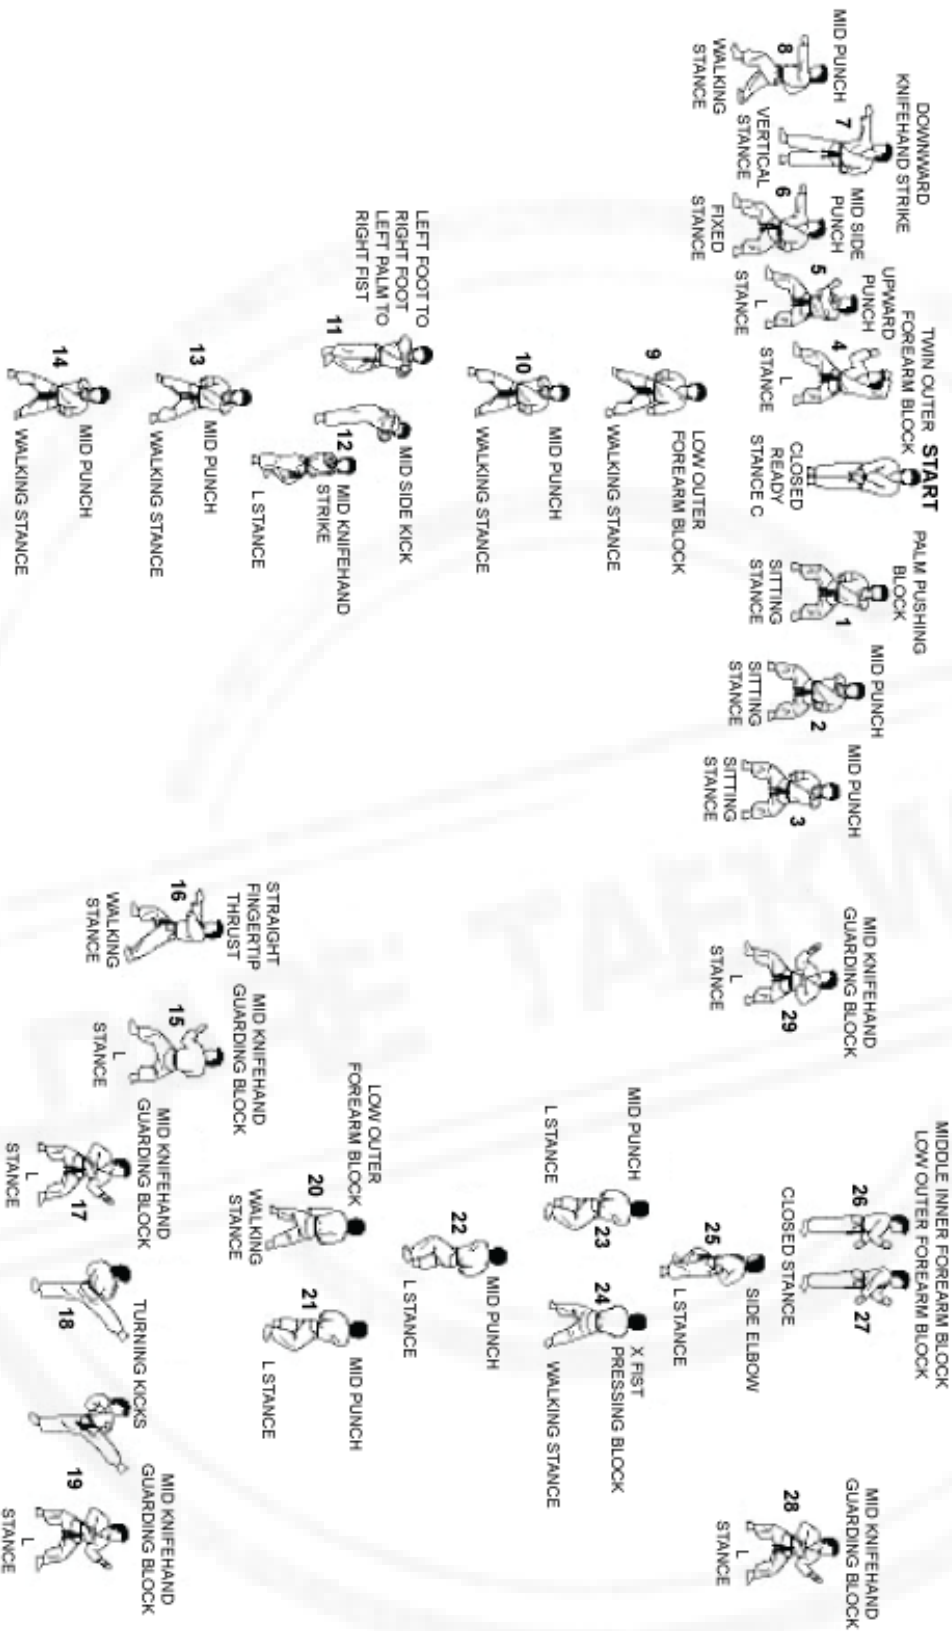 DOWNWARD
KNIFEHAND STRIKE
MID PUNCH
8
WALKING
STANCE
7
VERTICAL
STANCE
MID SIDE
PUNCH
6
FIXED
STANCE
UPWARD
PUNCH
5
L
STANCE
TWIN OUTER
FOREARM BLOCK
4
L
STANCE
START
CLOSED
READY
STANCE C
PALM PUSHING
BLOCK
1
SITTING
STANCE
MID PUNCH
2
SITTING
STANCE
MID PUNCH
3
SITTING
STANCE
9
LOW OUTER
FOREARM BLOCK
WALKING STANCE
10
MID PUNCH
WALKING STANCE
LEFT FOOT TO
RIGHT FOOT
LEFT PALM TO
RIGHT FIST
11
MID SIDE KICK
12
MID KNIFEHAND
STRIKE
L STANCE
13
MID PUNCH
WALKING STANCE
14
MID PUNCH
WALKING STANCE
MID KNIFEHAND
GUARDING BLOCK
29
L
STANCE
MIDDLE INNER FOREARM BLOCK
LOW OUTER FOREARM BLOCK
26
27
CLOSED STANCE
MID KNIFEHAND
GUARDING BLOCK
28
L
STANCE
25
SIDE ELBOW
L STANCE
MID PUNCH
23
L STANCE
24
X FIST
PRESSING BLOCK
WALKING STANCE
22
MID PUNCH
L STANCE
LOW OUTER
FOREARM BLOCK
20
WALKING
STANCE
21
MID PUNCH
L STANCE
STRAIGHT
FINGERTIP
THRUST
16
WALKING
STANCE
MID KNIFEHAND
GUARDING BLOCK
15
L
STANCE
MID KNIFEHAND
GUARDING BLOCK
17
L
STANCE
TURNING KICKS
18
MID KNIFEHAND
GUARDING BLOCK
19
L
STANCE